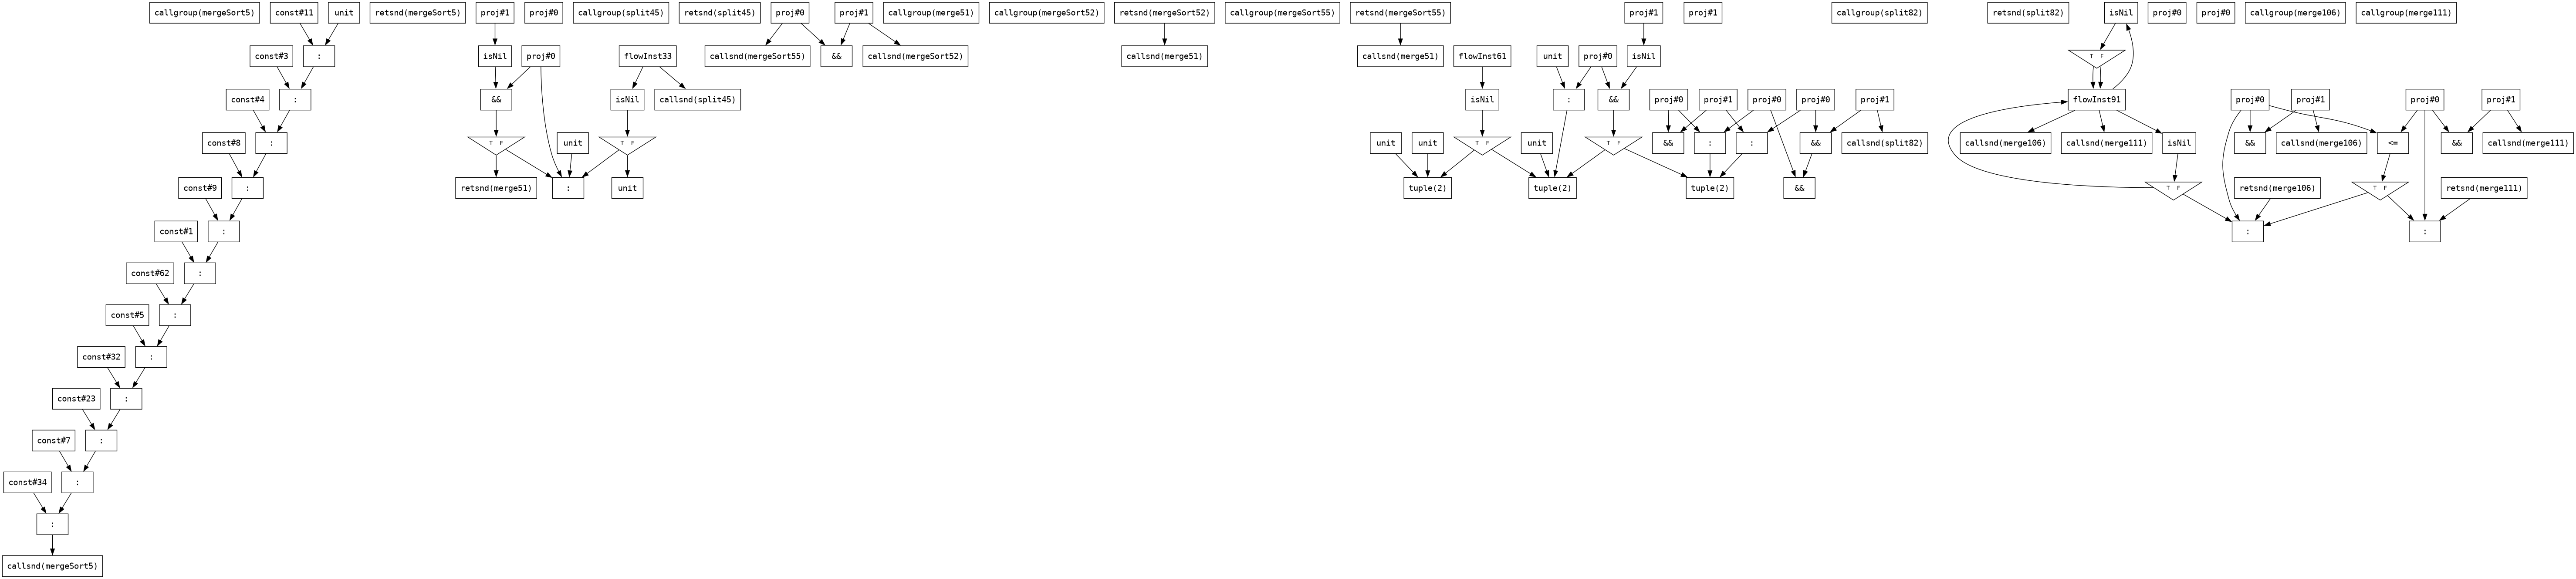 callgroup(mergeSort5) const#11 unit retsnd(mergeSort5) proj#1 proj#0 callgroup(split45) retsnd(split45) proj#0 proj#1 callgroup(merge51) callgroup(mergeSort52) retsnd(mergeSort52) callgroup(mergeSort55) retsnd(mergeSort55) proj#1 proj#1 callgroup(split82) retsnd(split82) isNil proj#0 proj#0 callgroup(merge106) callgroup(merge111)
const#3 : isNil proj#0 flowInst33 callsnd(mergeSort55) && callsnd(mergeSort52) callsnd(merge51) callsnd(merge51) flowInst61 unit proj#0 isNil T F
const#4 : && isNil callsnd(split45) isNil : && proj#0 proj#1 proj#0 proj#0 proj#1 flowInst91 proj#0 proj#1 proj#0 proj#1
const#8 : T F unit T F unit unit T F unit T F && : : && callsnd(split82) callsnd(merge106) callsnd(merge111) isNil && callsnd(merge106) <= && callsnd(merge111)
const#9 : retsnd(merge51) : unit tuple(2) tuple(2) tuple(2) && T F retsnd(merge106) T F retsnd(merge111)
const#1 : : :
const#62 :
const#5 :
const#32 :
const#23 :
const#7 :
const#34 :
:
callsnd(mergeSort5)